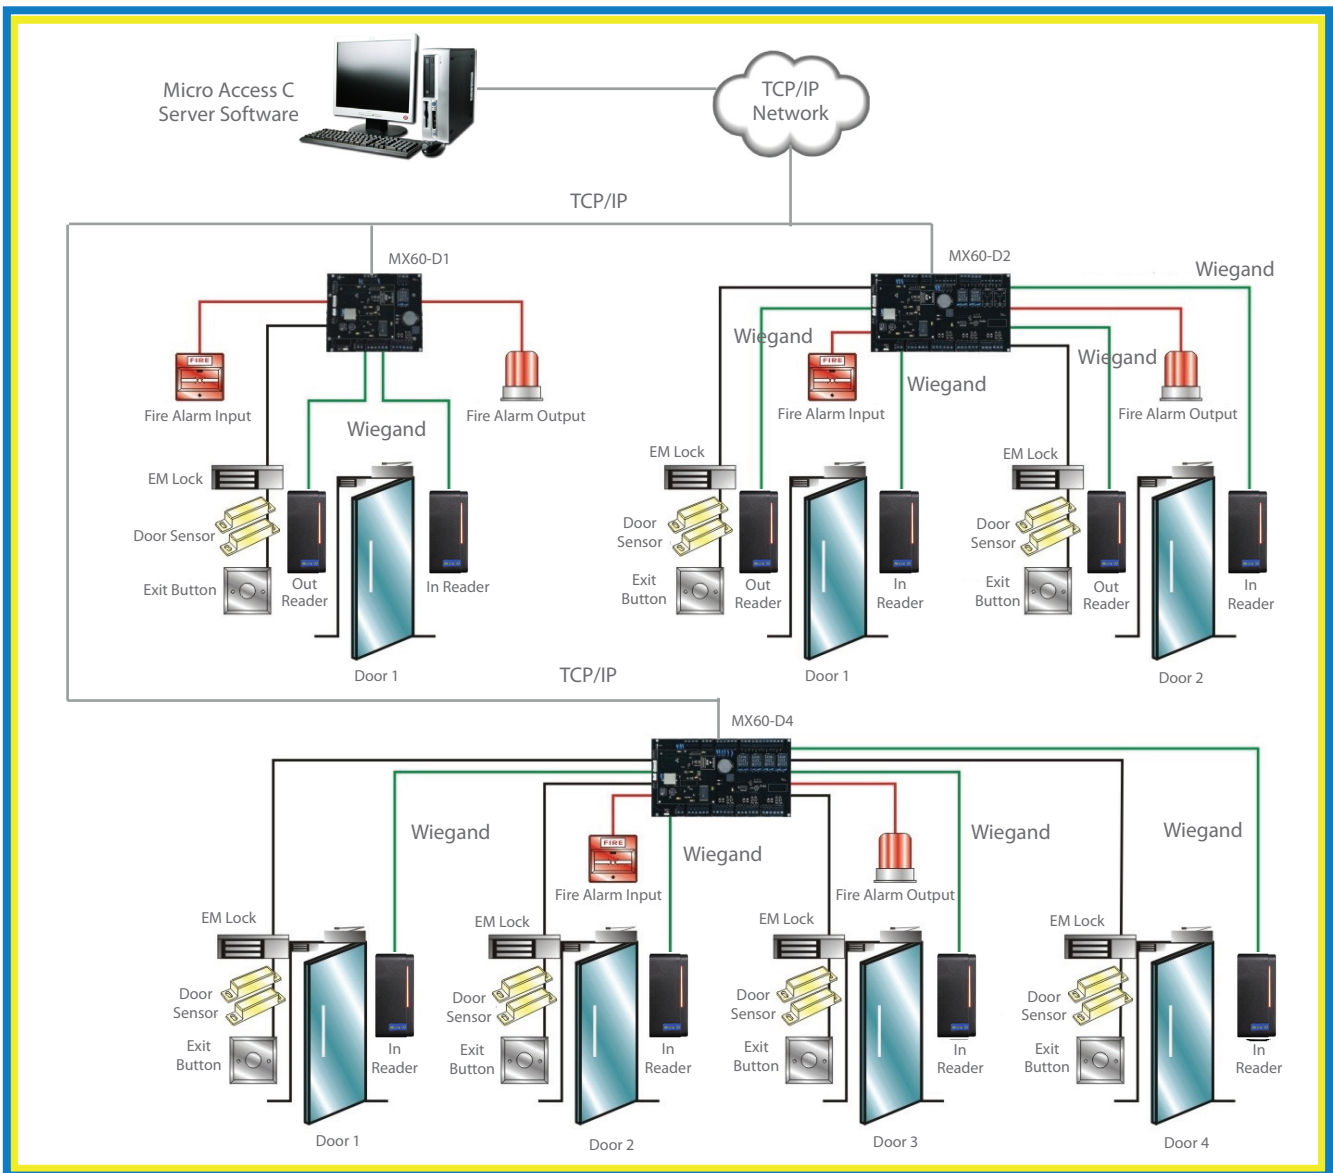 Micro Access C
Server Software
TCP/IP
Network
TCP/IP
MX60-D1
MX60-D2
Wiegand
FIRE
Fire Alarm Input
Fire Alarm Output
Wiegand
Wiegand
FIRE
Fire Alarm Input
Wiegand
Wiegand
Fire Alarm Output
EM Lock
Door Sensor
Exit Button
Out
Reader
In Reader
Door 1
EM Lock
Door
Sensor
Exit
Button
Out
Reader
In
Reader
Door 1
EM Lock
Door
Sensor
Exit
Button
Out
Reader
In
Reader
Door 2
TCP/IP
MX60-D4
Wiegand
FIRE
Fire Alarm Input
Wiegand
Fire Alarm Output
Wiegand
Wiegand
EM Lock
Door
Sensor
Exit
Button
In
Reader
Door 1
EM Lock
Door
Sensor
Exit
Button
In
Reader
Door 2
EM Lock
Door
Sensor
Exit
Button
In
Reader
Door 3
EM Lock
Door
Sensor
Exit
Button
In
Reader
Door 4